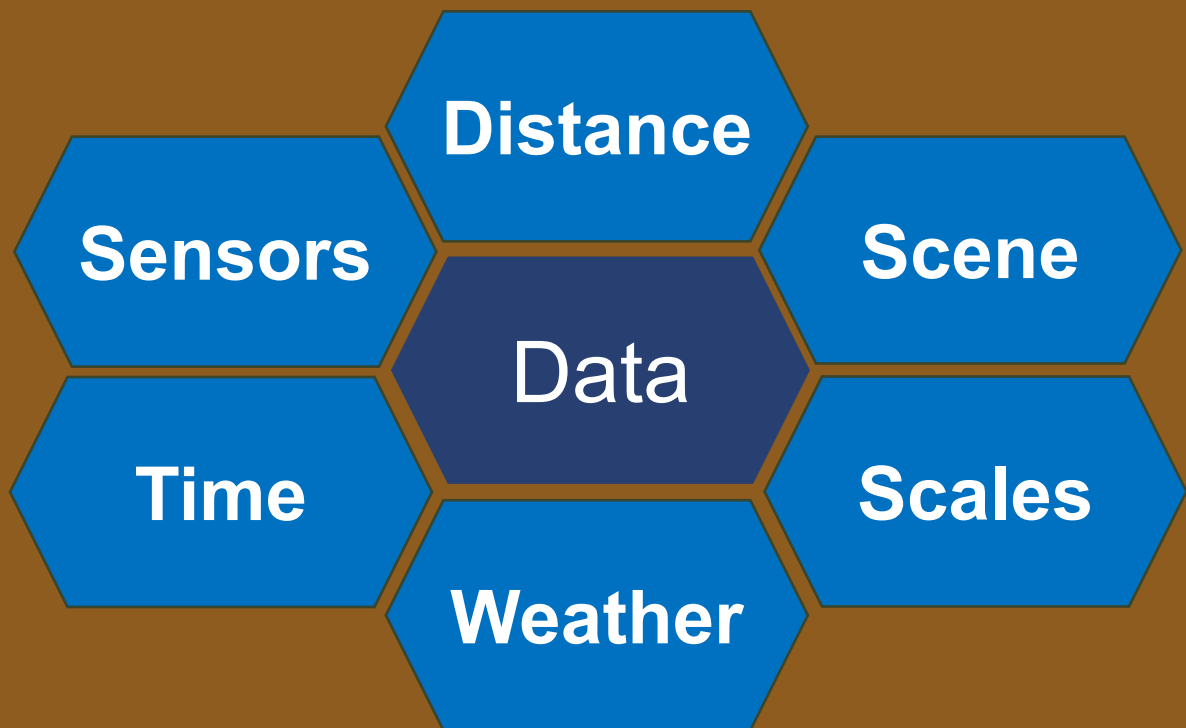 Distance
Sensors
Scene
Data
Time
Scales
Weather